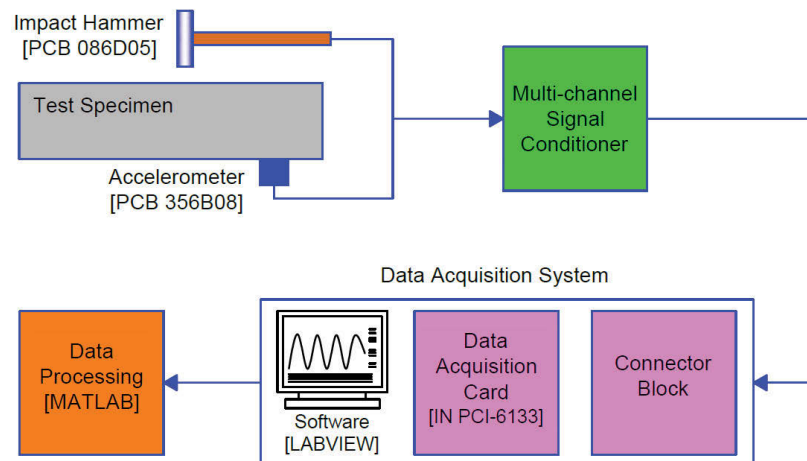 Impact Hammer
[PCB 086D05]
Test Specimen
Accelerometer
[PCB 356B08]
Multi-channel
Signal
Conditioner
Data Acquisition System
Data
Processing
[MATLAB]
Software
[LABVIEW]
Data
Acquisition
Card
[IN PCI-6133]
Connector
Block